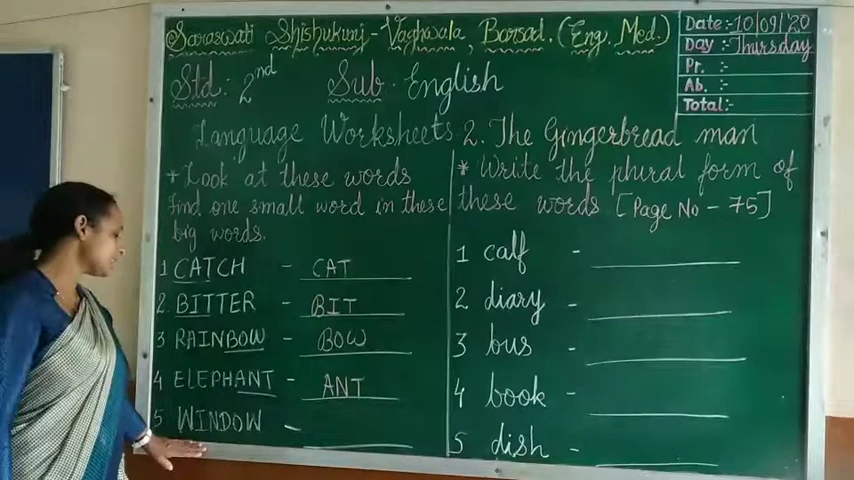 Saraswati Shishukunj - Vaghawala, Barsad. (Eng. Med.)
Date: 10/09/'20
Day :- Thursday
Pr. :-
Ab. :-
Total:-
Std : 2nd Sub. English
Language Worksheets 2. The Gingerbread man
* Look at these words
find one small word in these
big words.
1 CATCH - CAT
2 BITTER - BIT
3 RAINBOW - BOW
4 ELEPHANT - ANT
5 WINDOW -
* Write the phural form of
these words [Page No - 75]
1 calf -
2 diary -
3 bus -
4 book -
5 dish -